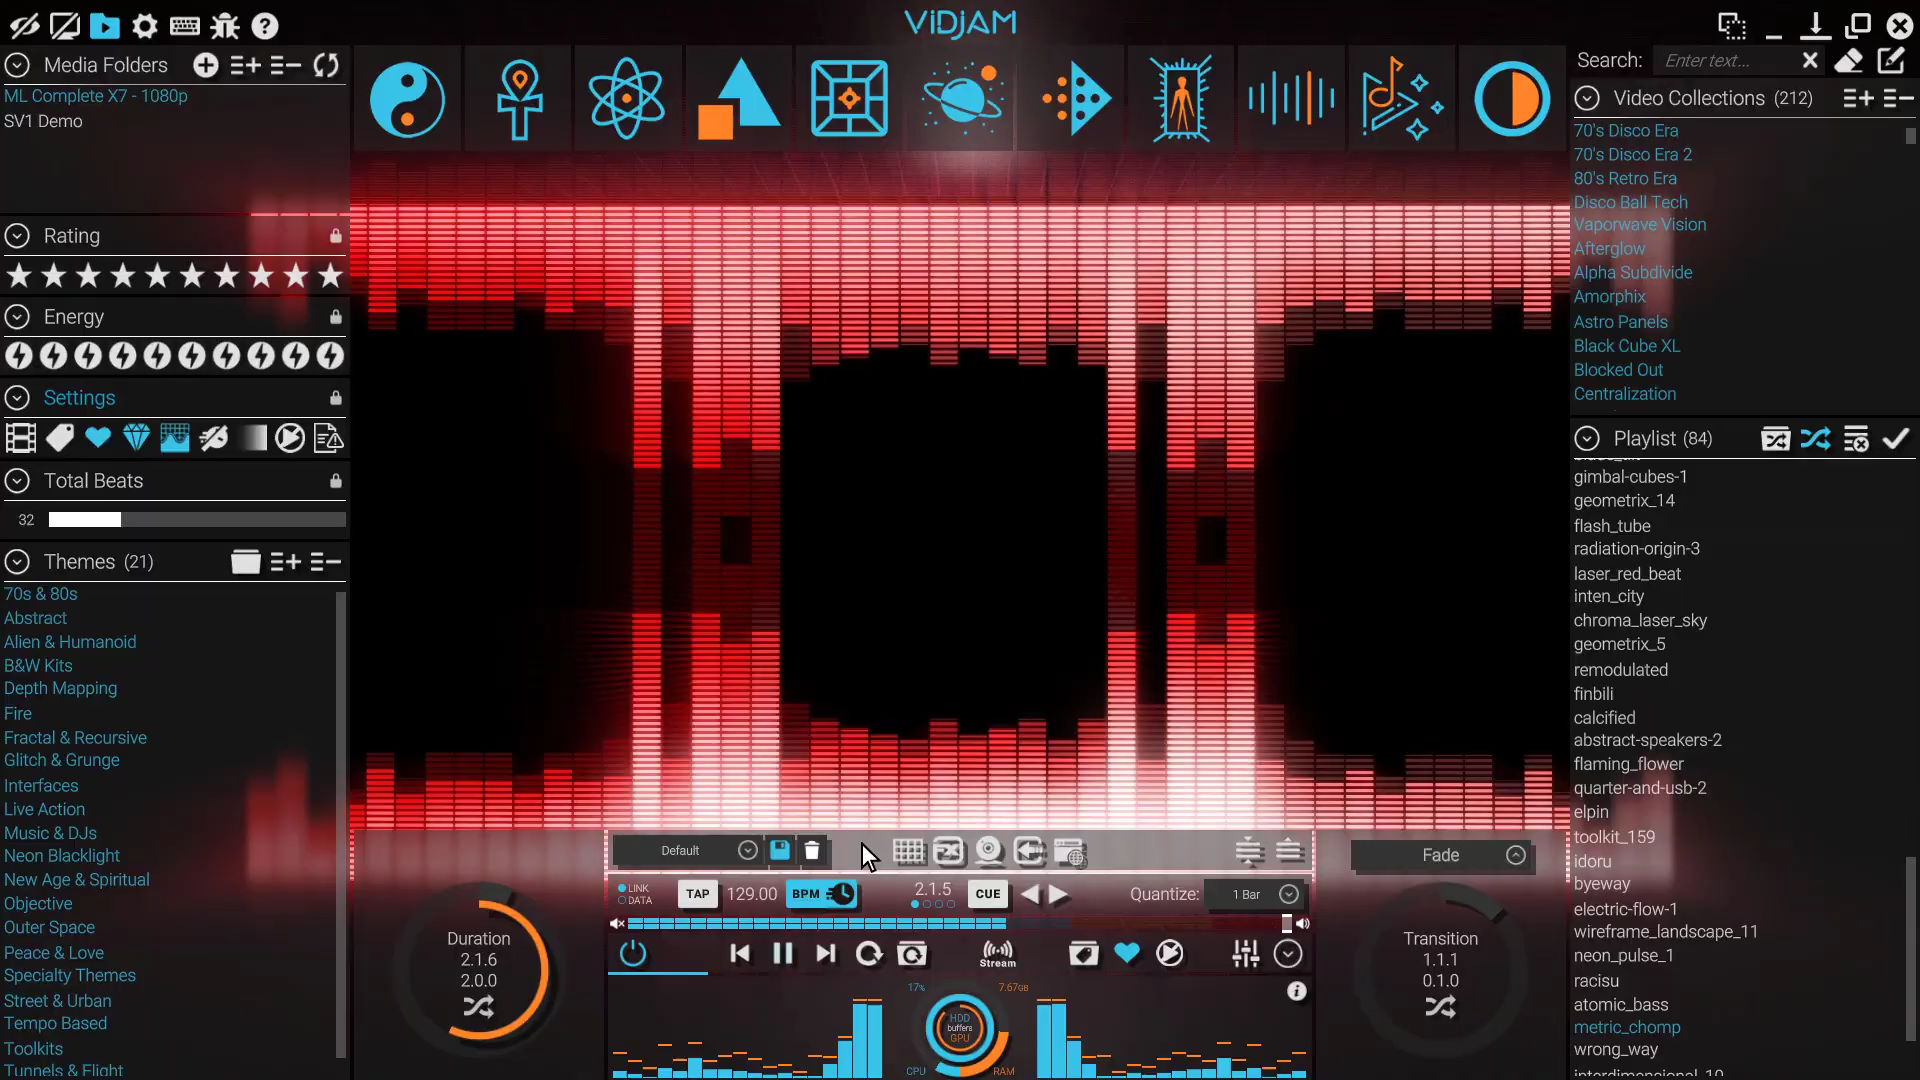 ViDjAM
Media Folders
ML Complete X7 - 1080p
SV1 Demo
Rating
Energy
Settings
Total Beats
32
Themes (21)
70s & 80s
Abstract
Alien & Humanoid
B&W Kits
Depth Mapping
Fire
Fractal & Recursive
Glitch & Grunge
Interfaces
Live Action
Music & DJs
Neon Blacklight
New Age & Spiritual
Objective
Outer Space
Peace & Love
Specialty Themes
Street & Urban
Tempo Based
Toolkits
Tunnels & Flight
Search: Enter text...
Video Collections (212)
70's Disco Era
70's Disco Era 2
80's Retro Era
Disco Ball Tech
Vaporwave Vision
Afterglow
Alpha Subdivide
Amorphix
Astro Panels
Black Cube XL
Blocked Out
Centralization
Playlist (84)
gimbal-cubes-1
geometrix_14
flash_tube
radiation-origin-3
laser_red_beat
inten_city
chroma_laser_sky
geometrix_5
remodulated
finbili
calcified
abstract-speakers-2
flaming_flower
quarter-and-usb-2
elpin
toolkit_159
idoru
byeway
electric-flow-1
wireframe_landscape_11
neon_pulse_1
racisu
atomic_bass
metric_chomp
wrong_way
interdimensional_10
Default
FX
LINK
DATA
TAP
129.00
BPM
2.1.5
CUE
Quantize:
1 Bar
Stream
17%
7.67GB
HDD
buffers
GPU
CPU
RAM
Duration
2.1.6
2.0.0
Fade
Transition
1.1.1
0.1.0